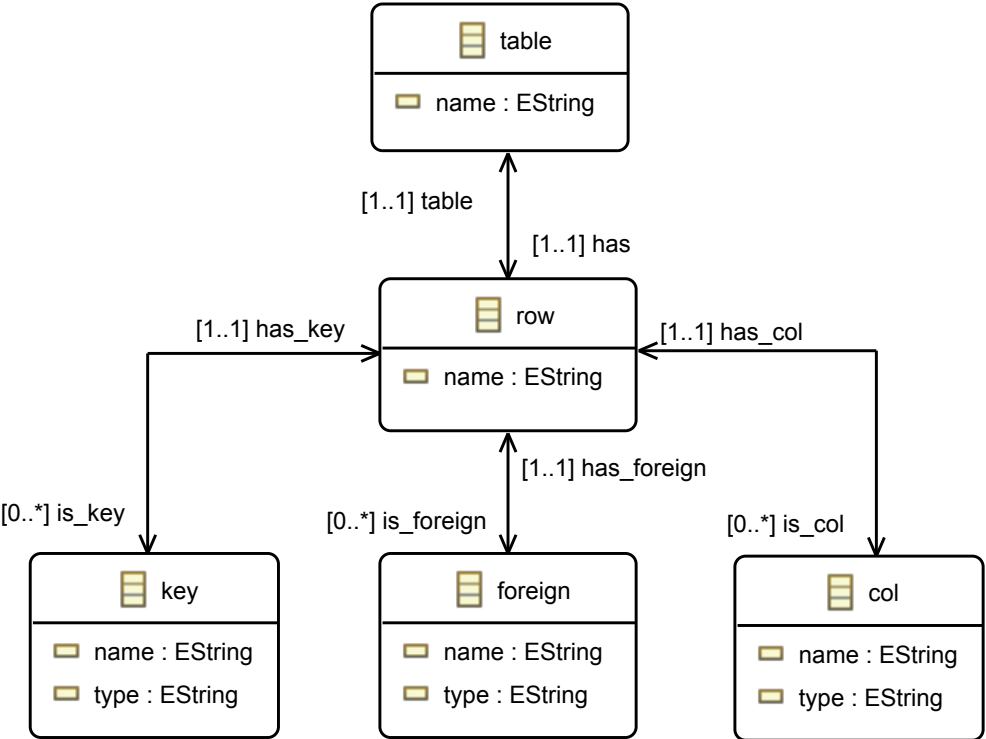 table
name : EString
[1..1] table
[1..1] has
row
name : EString
[1..1] has_key
[1..1] has_col
[1..1] has_foreign
[0..*] is_key
[0..*] is_foreign
[0..*] is_col
key
name : EString
type : EString
foreign
name : EString
type : EString
col
name : EString
type : EString